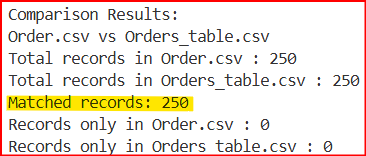 Comparison Results:
Order.csv vs Orders_table.csv
Total records in Order.csv : 250
Total records in Orders_table.csv : 250
Matched records: 250
Records only in Order.csv : 0
Records only in Orders_table.csv : 0